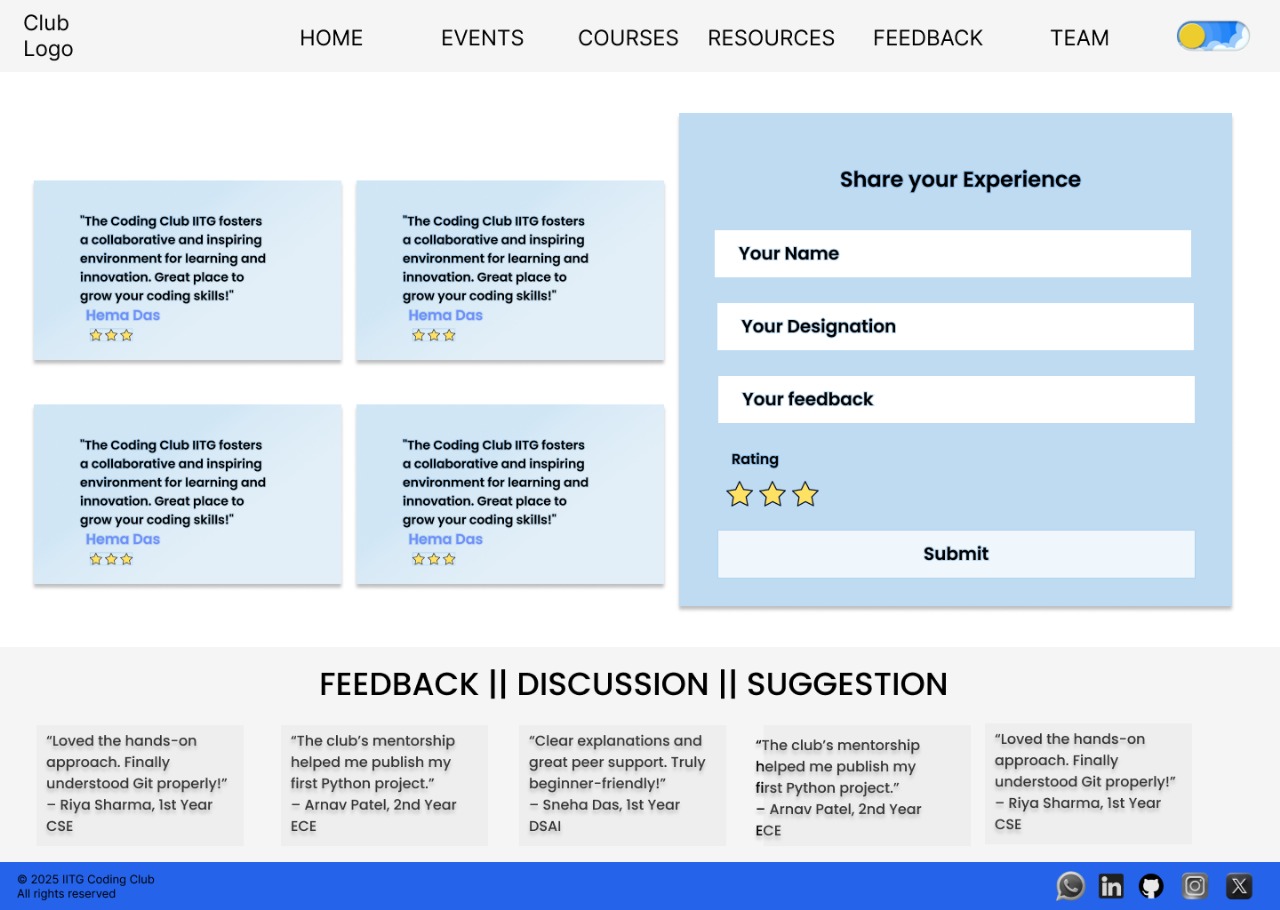 Club
Logo
HOME
EVENTS
COURSES
RESOURCES
FEEDBACK
TEAM
"The Coding Club IITG fosters
a collaborative and inspiring
environment for learning and
innovation. Great place to
grow your coding skills!"
Hema Das
"The Coding Club IITG fosters
a collaborative and inspiring
environment for learning and
innovation. Great place to
grow your coding skills!"
Hema Das
"The Coding Club IITG fosters
a collaborative and inspiring
environment for learning and
innovation. Great place to
grow your coding skills!"
Hema Das
"The Coding Club IITG fosters
a collaborative and inspiring
environment for learning and
innovation. Great place to
grow your coding skills!"
Hema Das
Share your Experience
Your Name
Your Designation
Your feedback
Rating
Submit
FEEDBACK || DISCUSSION || SUGGESTION
“Loved the hands-on
approach. Finally
understood Git properly!”
– Riya Sharma, 1st Year
CSE
“The club’s mentorship
helped me publish my
first Python project.”
– Arnav Patel, 2nd Year
ECE
“Clear explanations and
great peer support. Truly
beginner-friendly!”
– Sneha Das, 1st Year
DSAI
“The club’s mentorship
helped me publish my
first Python project.”
– Arnav Patel, 2nd Year
ECE
“Loved the hands-on
approach. Finally
understood Git properly!”
– Riya Sharma, 1st Year
CSE
© 2025 IITG Coding Club
All rights reserved